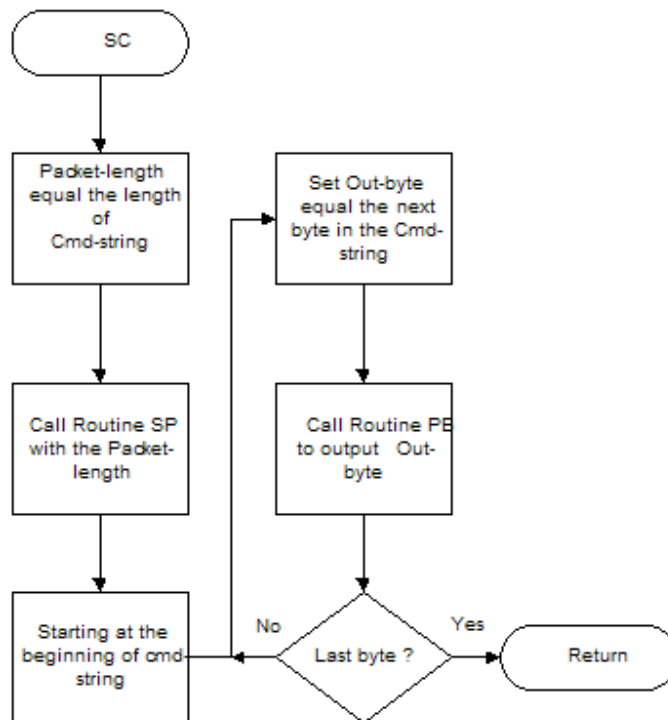 SC
Packet-length
equal the length
of
Cmd-string
Call Routine SP
with the Packet-
length
Starting at the
beginning of cmd-
string
Set Out-byte
equal the next
byte in the Cmd-
string
Call Routine PB
to output Out-
byte
Last byte ?
No
Yes
Return